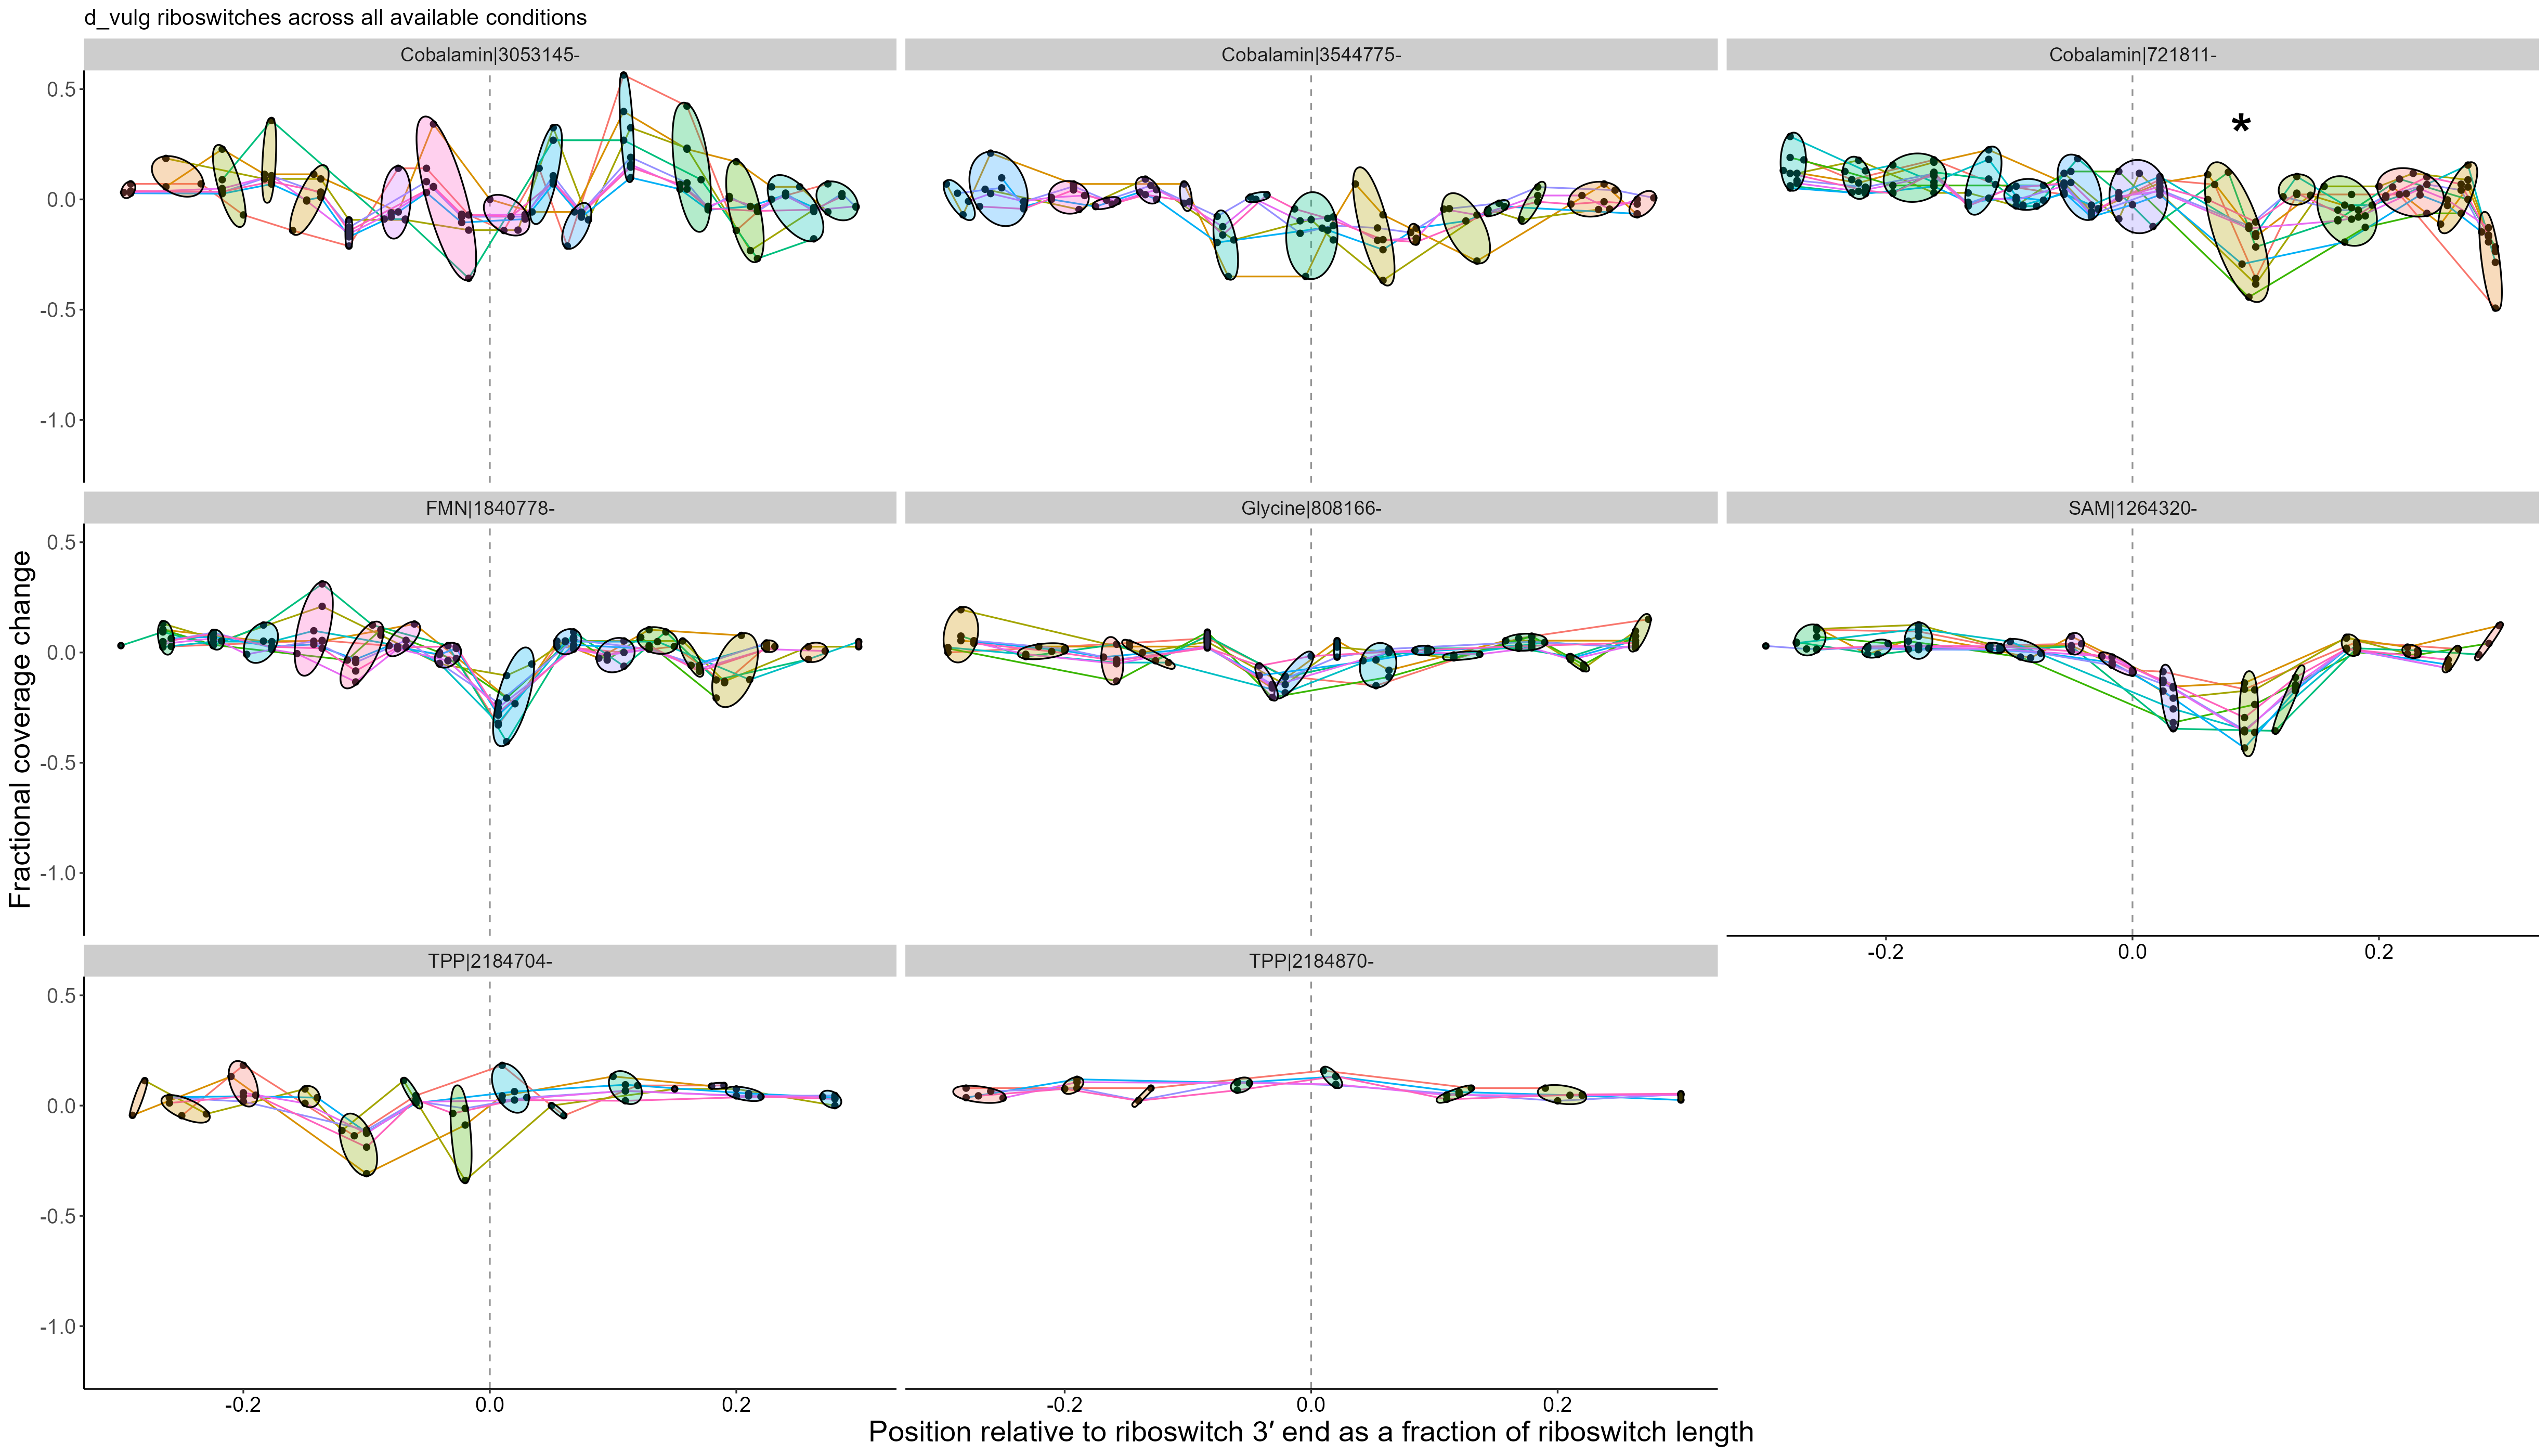 d_vulg riboswitches across all available conditions
Cobalamin|3053145-
Cobalamin|3544775-
Cobalamin|721811-
0.5
0.0
-0.5
-1.0
*
FMN|1840778-
Glycine|808166-
SAM|1264320-
0.5
0.0
-0.5
-1.0
-0.2
0.0
0.2
Fractional coverage change
TPP|2184704-
TPP|2184870-
0.5
0.0
-0.5
-1.0
-0.2
0.0
0.2
-0.2
0.0
0.2
Position relative to riboswitch 3′ end as a fraction of riboswitch length